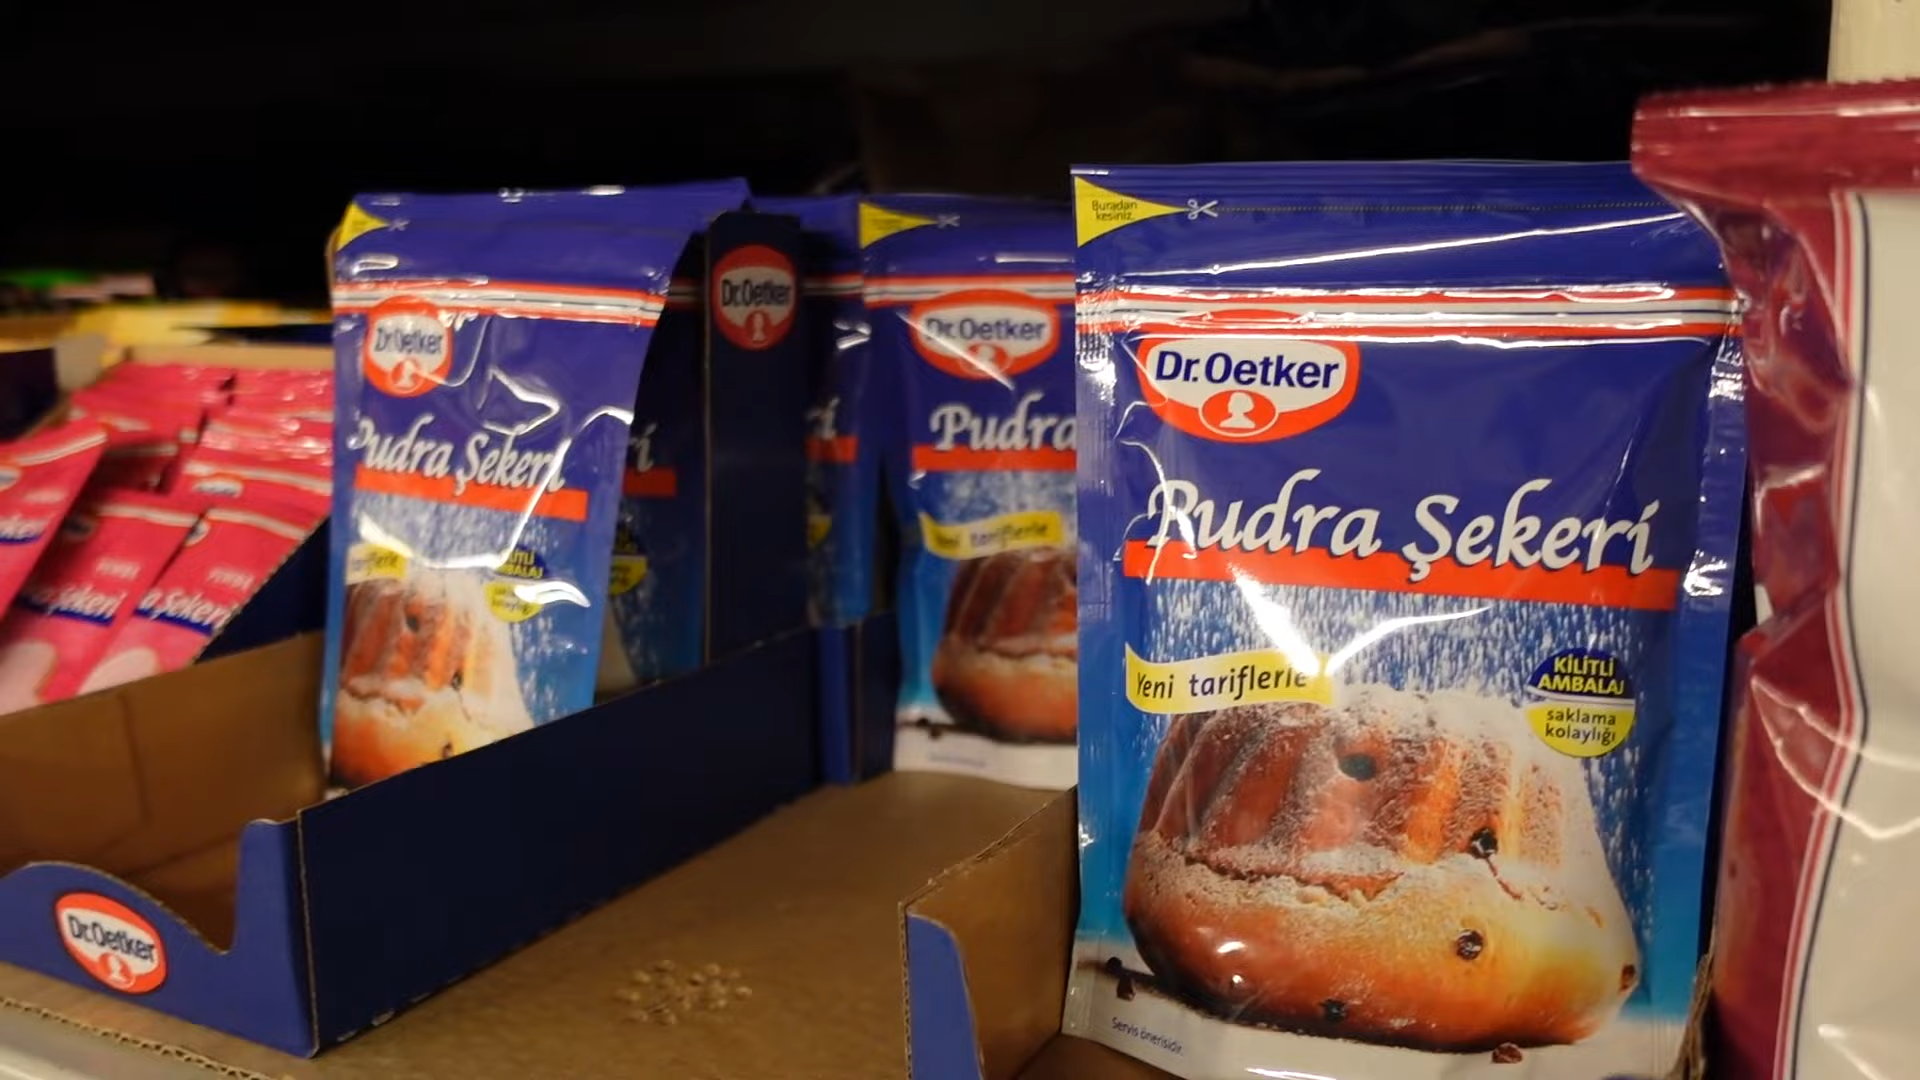 Buradan
kesiniz.
Dr.Oetker
Pudra Şekeri
Yeni tariflerle
KİLİTLİ
AMBALAJ
saklama
kolaylığı
Servis önerisidir.
Dr.Oetker
Pudra
Yeni tariflerle
Dr.Oetker
Dr.Oetker
Pudra Şekeri
Dr.Oetker